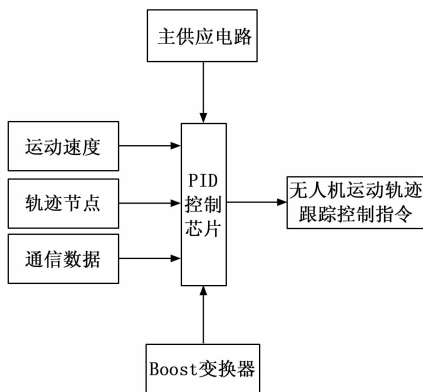 主供应电路
运动速度
轨迹节点
通信数据
PID
控制
芯片
无人机运动轨迹
跟踪控制指令
Boost变换器